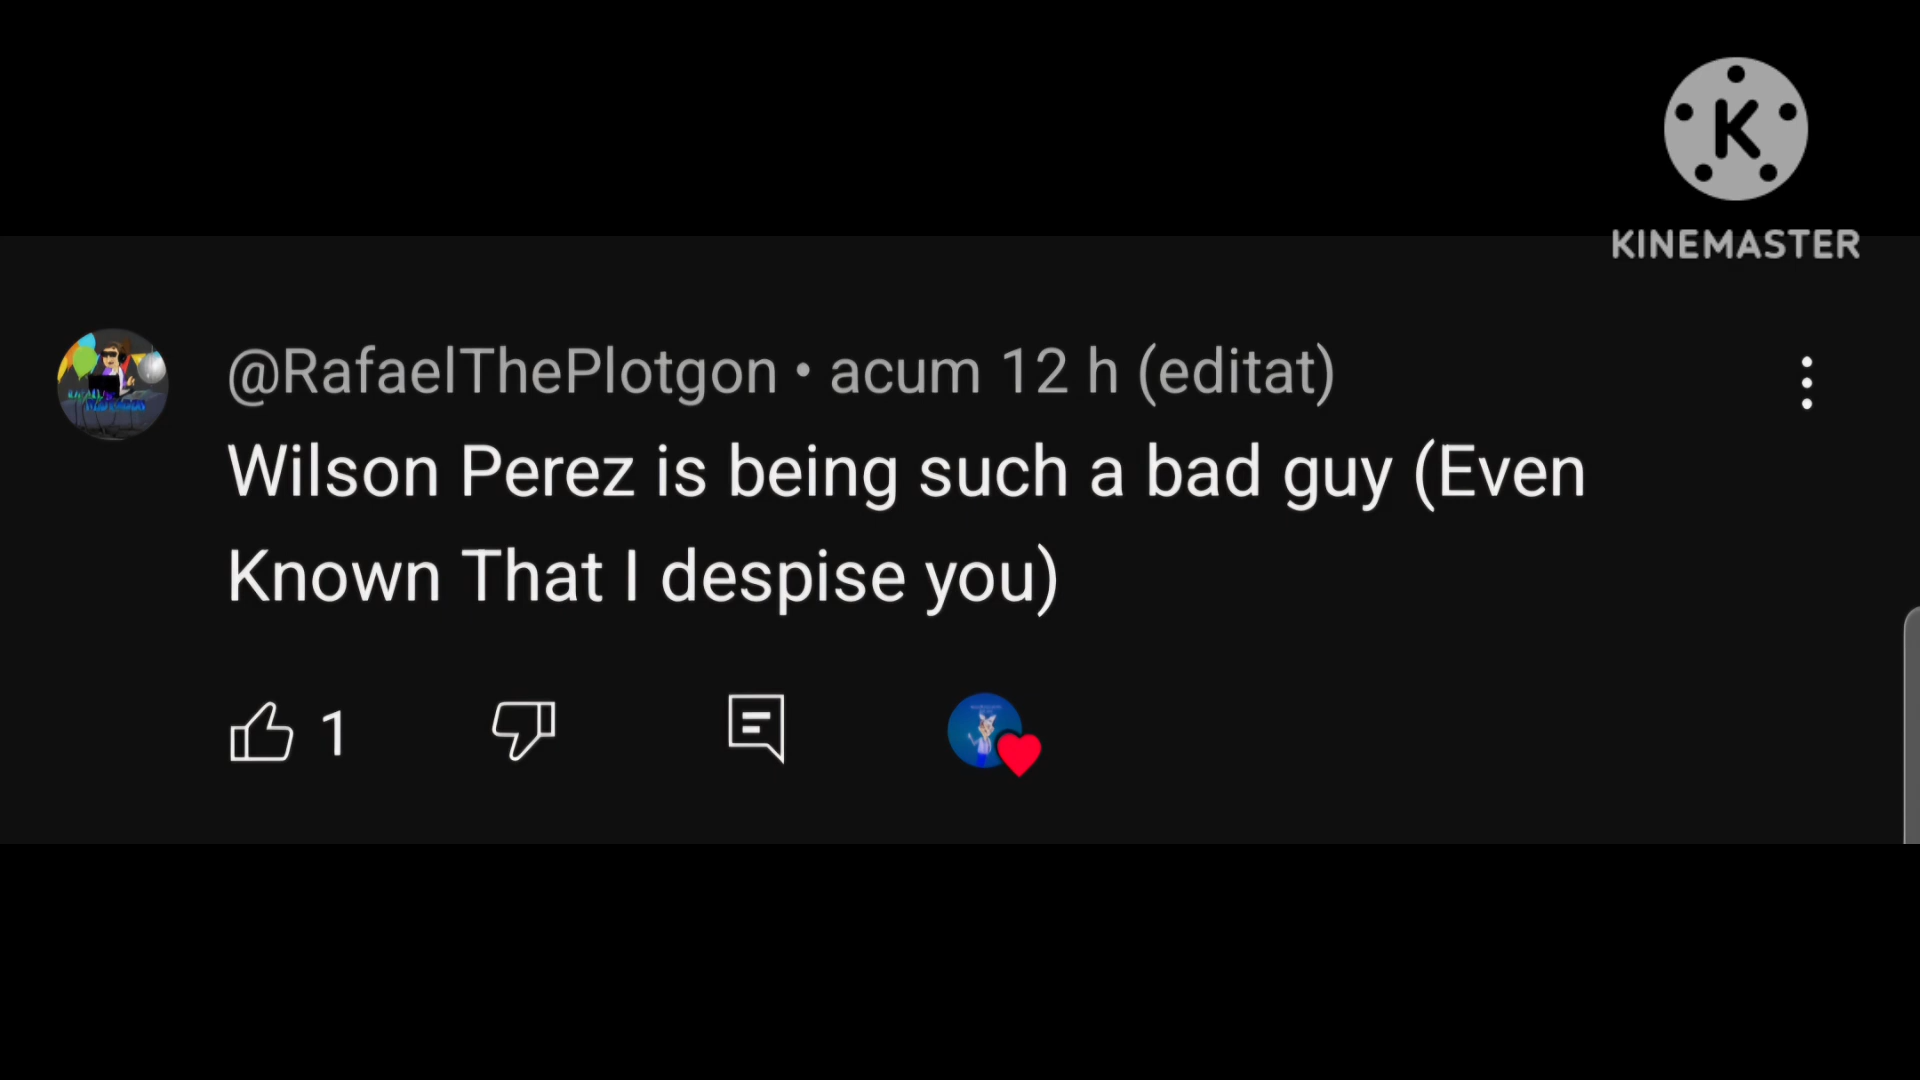 K
KINEMASTER
@RafaelThePlotgon • acum 12 h (editat)
Wilson Perez is being such a bad guy (Even
Known That I despise you)
1